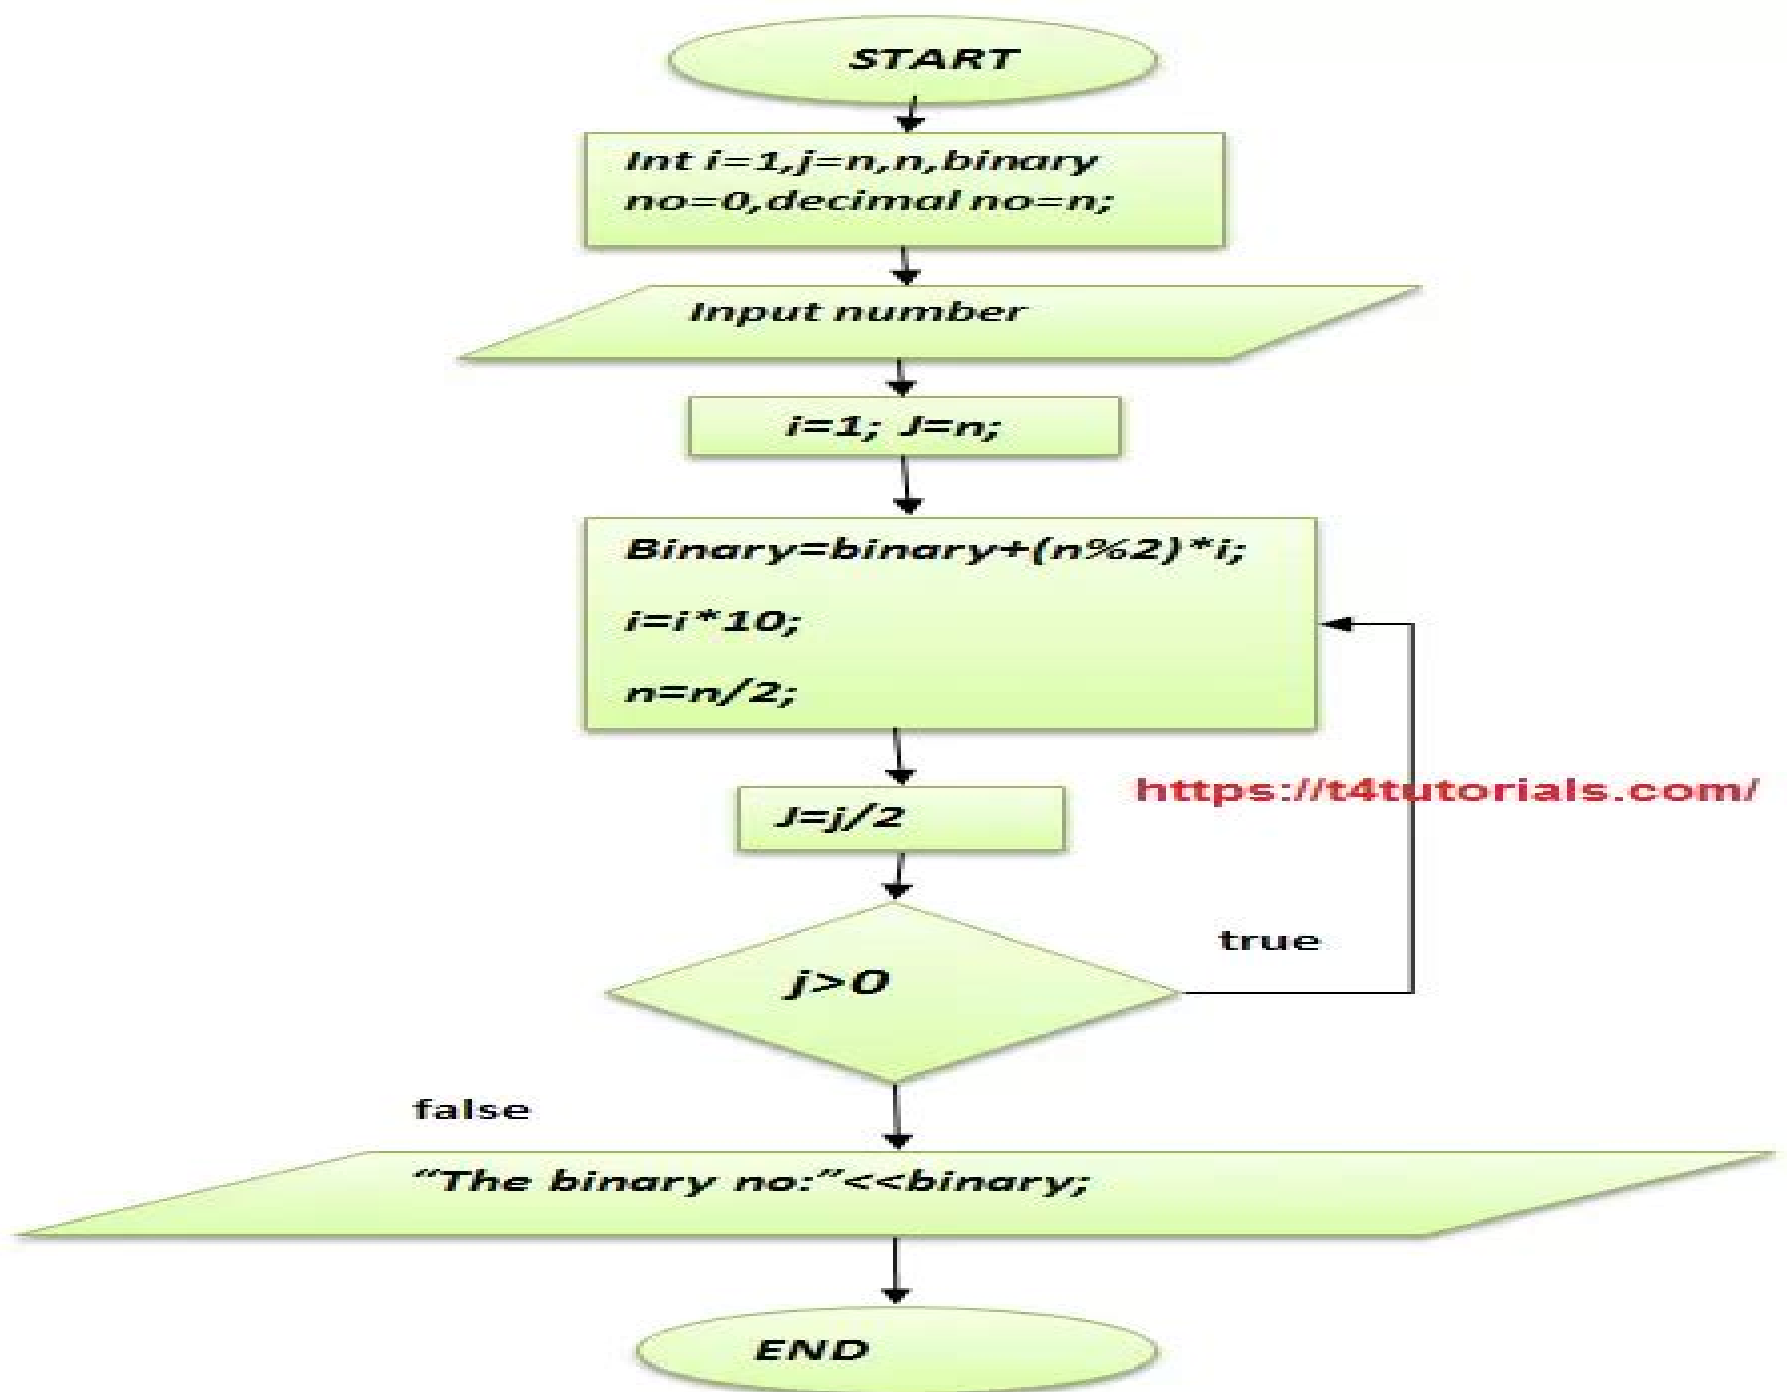 START
Int i=1,j=n,n,binary
no=0,decimal no=n;
Input number
i=1; J=n;
Binary=binary+(n%2)*i;
i=i*10;
n=n/2;
https://t4tutorials.com/
J=j/2
true
j>0
false
“The binary no:”<<binary;
END